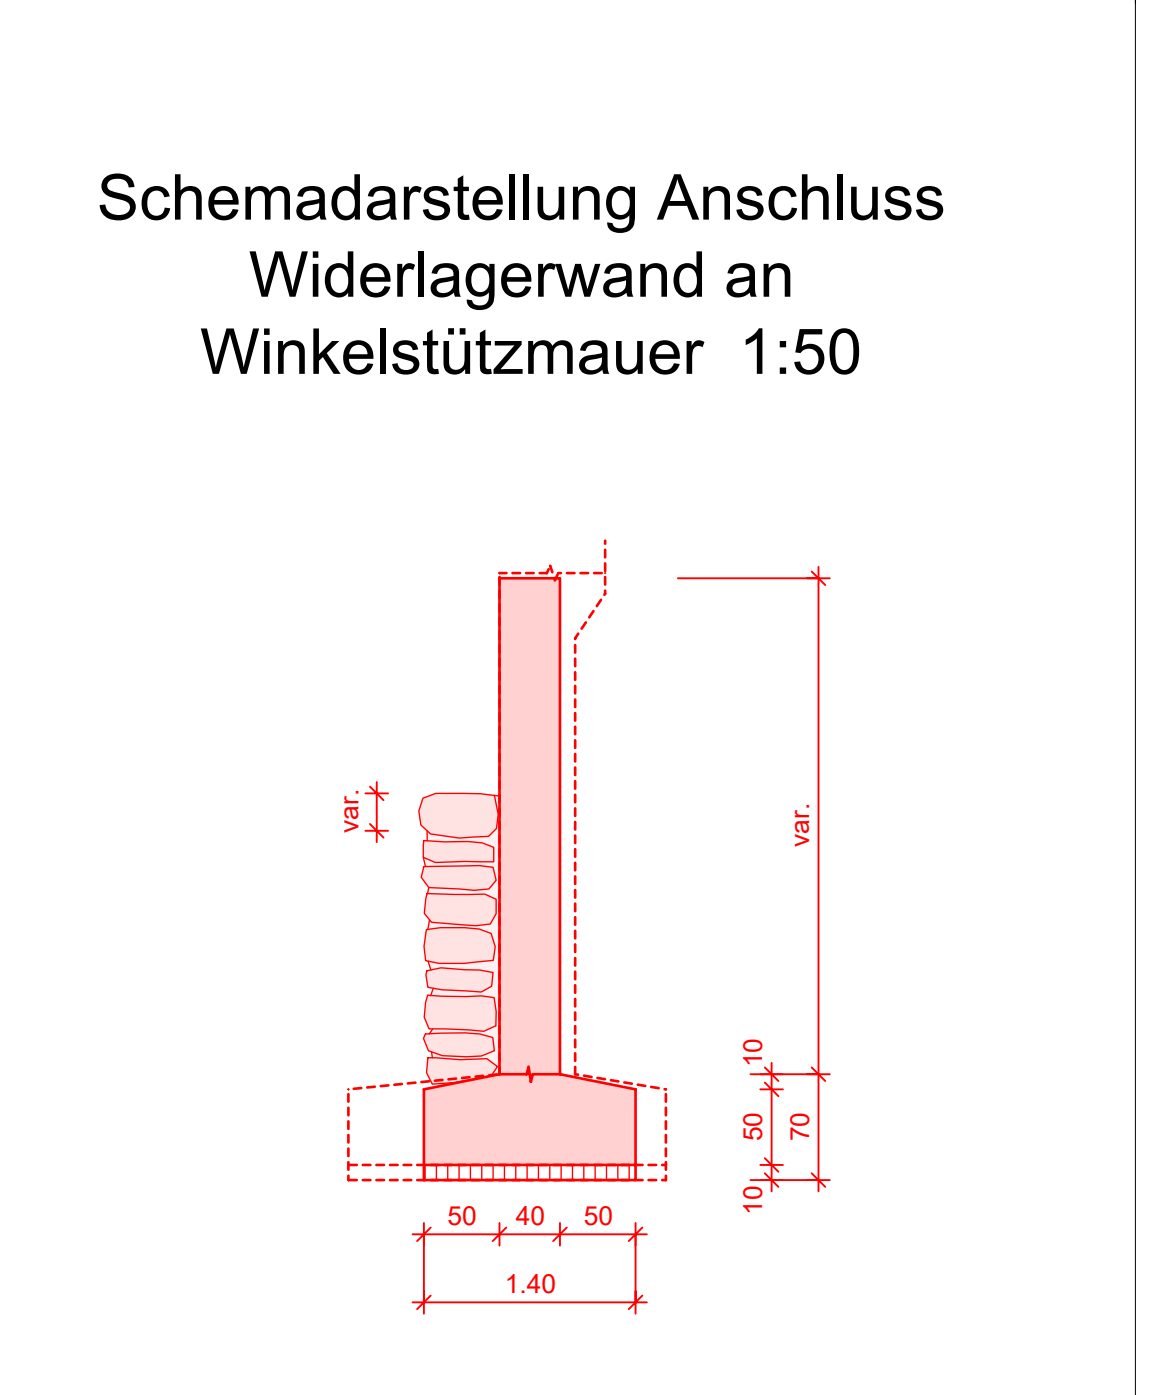 Schemadarstellung Anschluss
Widerlagerwand an
Winkelstützmauer 1:50
var.
var.
10
50
70
10
50 40 50
1.40